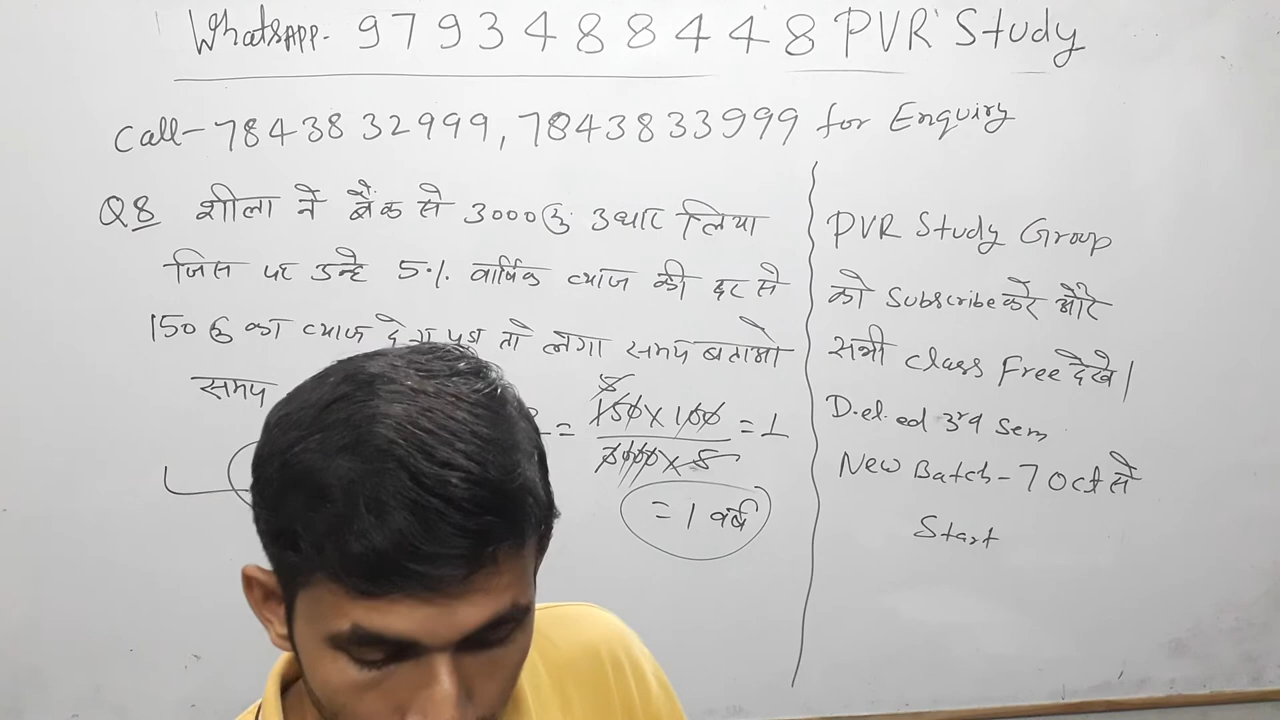 WhatsApp- 9793488448 PVR Study
Call-7843832999, 7843833999 for Enquiry
Q8 शीला ने बैंक से 3000 रु उधार लिया
जिस पर उन्हे 5% वार्षिक ब्याज की दर से
150 रु का ब्याज देना पड़ा तो लगा समय बताओ
समय
= 150 x 100 = 1
3000 x 5
= 1 वर्ष
PVR Study Group
को Subscribe करें और
सभी Class Free देखे।
D.el.ed 3rd Sem
New Batch - 7 Oct से
Start